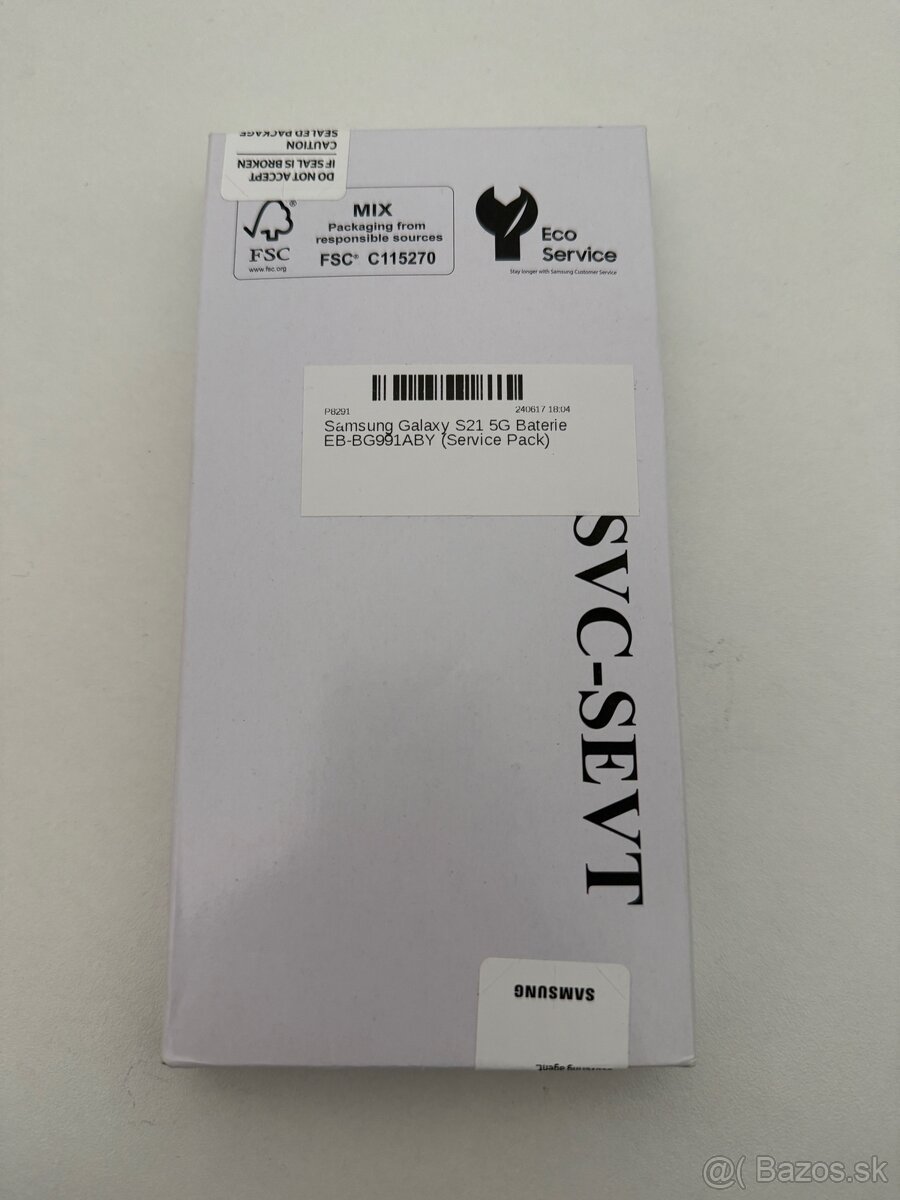 SEALED PACKAGE
CAUTION
IF SEAL IS BROKEN
DO NOT ACCEPT
FSC
®
www.fsc.org
MIX
Packaging from
responsible sources
FSC® C115270
Eco
Service
Stay longer with Samsung Customer Service
P8291
240617 18:04
Samsung Galaxy S21 5G Baterie
EB-BG991ABY (Service Pack)
SVC-SEVT
SAMSUNG
agent.
@( Bazos.sk